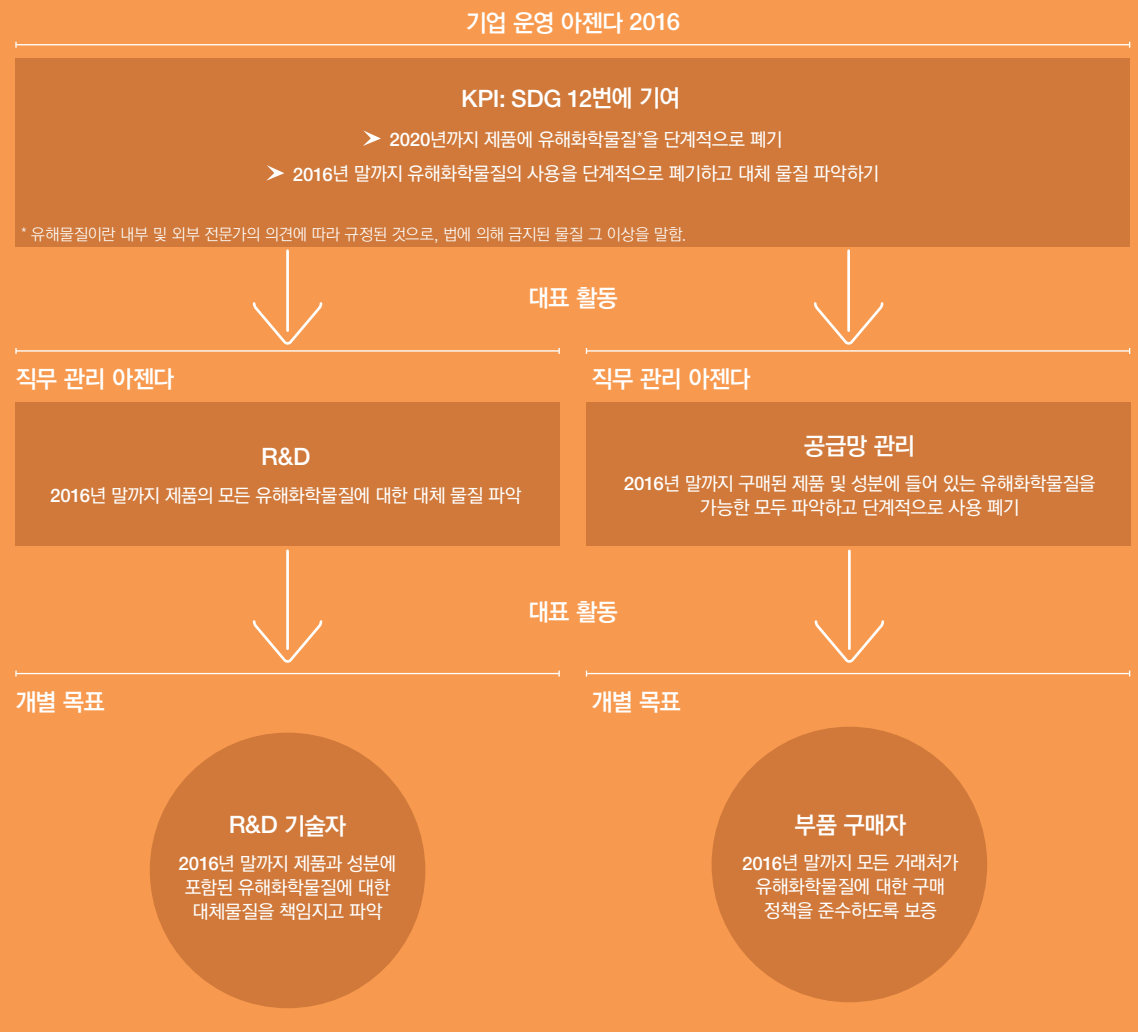 기업 운영 아젠다 2016
KPI: SDG 12번에 기여
➤ 2020년까지 제품에 유해화학물질*을 단계적으로 폐기
➤ 2016년 말까지 유해화학물질의 사용을 단계적으로 폐기하고 대체 물질 파악하기
* 유해물질이란 내부 및 외부 전문가의 의견에 따라 규정된 것으로, 법에 의해 금지된 물질 그 이상을 말함.
대표 활동
직무 관리 아젠다
R&D
2016년 말까지 제품의 모든 유해화학물질에 대한 대체 물질 파악
직무 관리 아젠다
공급망 관리
2016년 말까지 구매된 제품 및 성분에 들어 있는 유해화학물질을
가능한 모두 파악하고 단계적으로 사용 폐기
대표 활동
개별 목표
R&D 기술자
2016년 말까지 제품과 성분에
포함된 유해화학물질에 대한
대체물질을 책임지고 파악
개별 목표
부품 구매자
2016년 말까지 모든 거래처가
유해화학물질에 대한 구매
정책을 준수하도록 보증